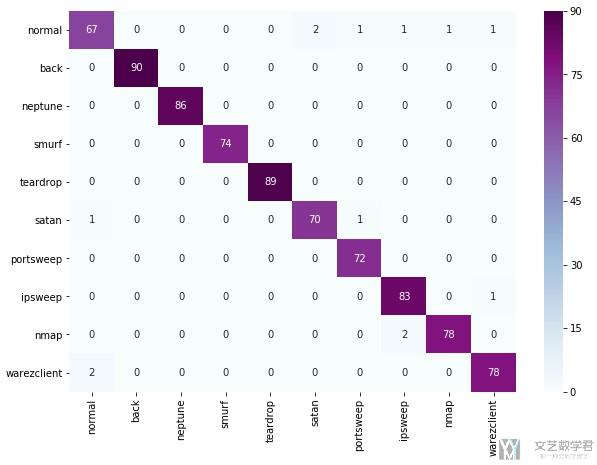 normal 67 0 0 0 0 2 1 1 1 1
back 0 90 0 0 0 0 0 0 0 0
neptune 0 0 86 0 0 0 0 0 0 0
smurf 0 0 0 74 0 0 0 0 0 0
teardrop 0 0 0 0 89 0 0 0 0 0
satan 1 0 0 0 0 70 1 0 0 0
portsweep 0 0 0 0 0 0 72 0 0 0
ipsweep 0 0 0 0 0 0 0 83 0 1
nmap 0 0 0 0 0 0 0 2 78 0
warezclient 2 0 0 0 0 0 0 0 0 78
normal back neptune smurf teardrop satan portsweep ipsweep nmap warezclient
90
75
60
45
30
15
0
文艺数学君